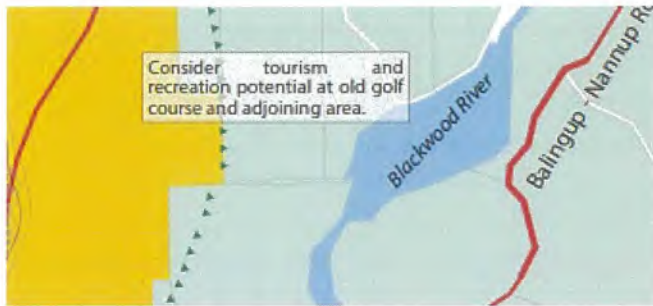 Consider tourism and
recreation potential at old golf
course and adjoining area.
Blackwood River
Balingup - Nannup